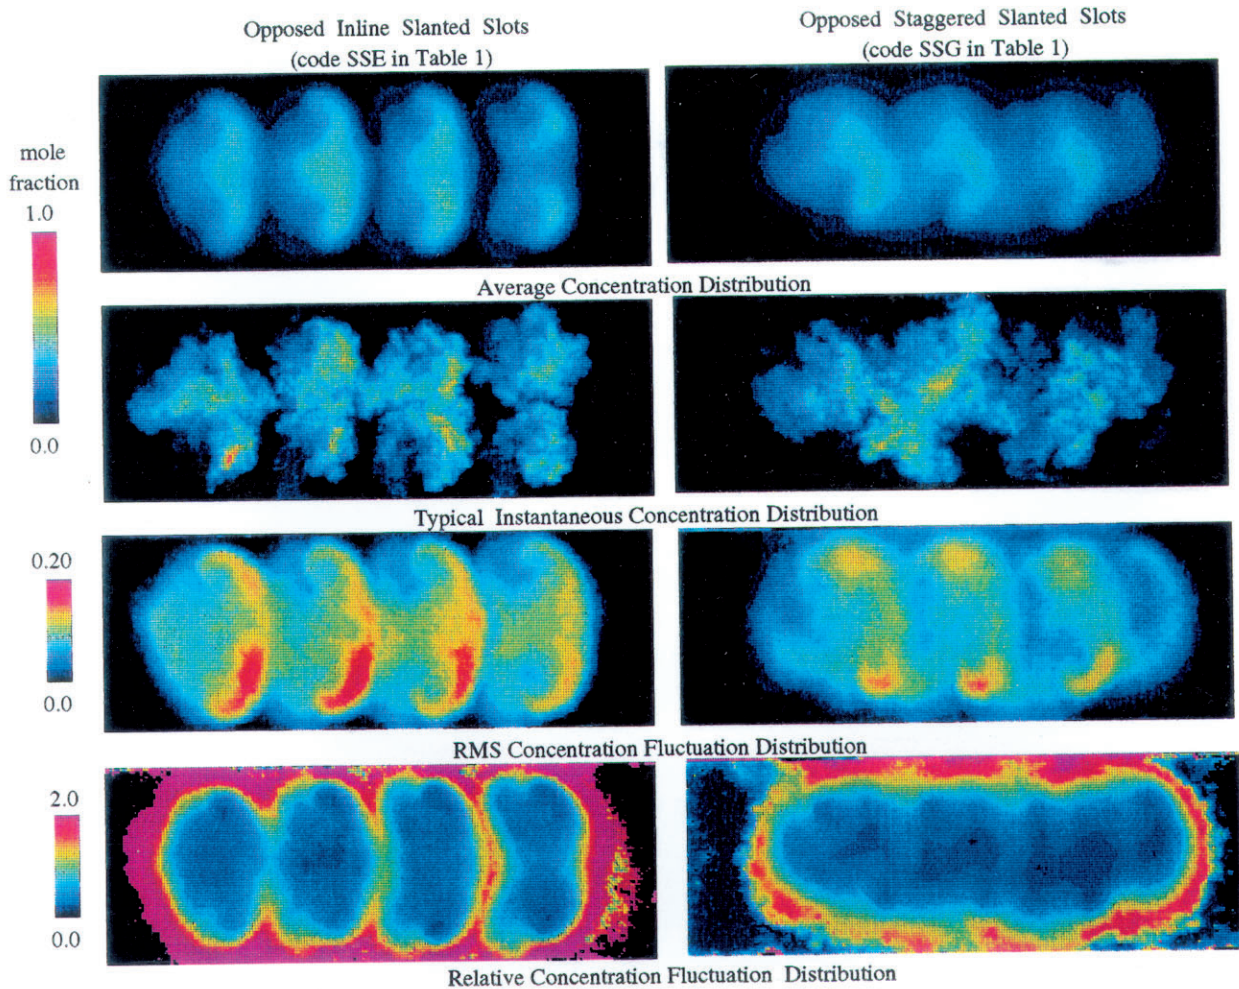 Opposed Inline Slanted Slots
(code SSE in Table 1)
Opposed Staggered Slanted Slots
(code SSG in Table 1)
mole
fraction
1.0
0.0
Average Concentration Distribution
Typical Instantaneous Concentration Distribution
0.20
0.0
RMS Concentration Fluctuation Distribution
2.0
0.0
Relative Concentration Fluctuation Distribution